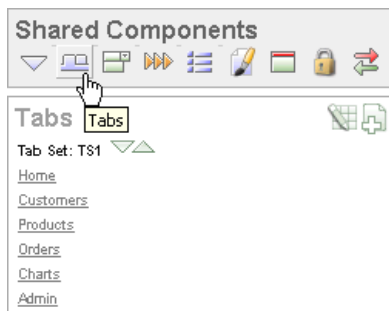 Shared Components
Tabs
Tabs
Tab Set: TS1
Home
Customers
Products
Orders
Charts
Admin